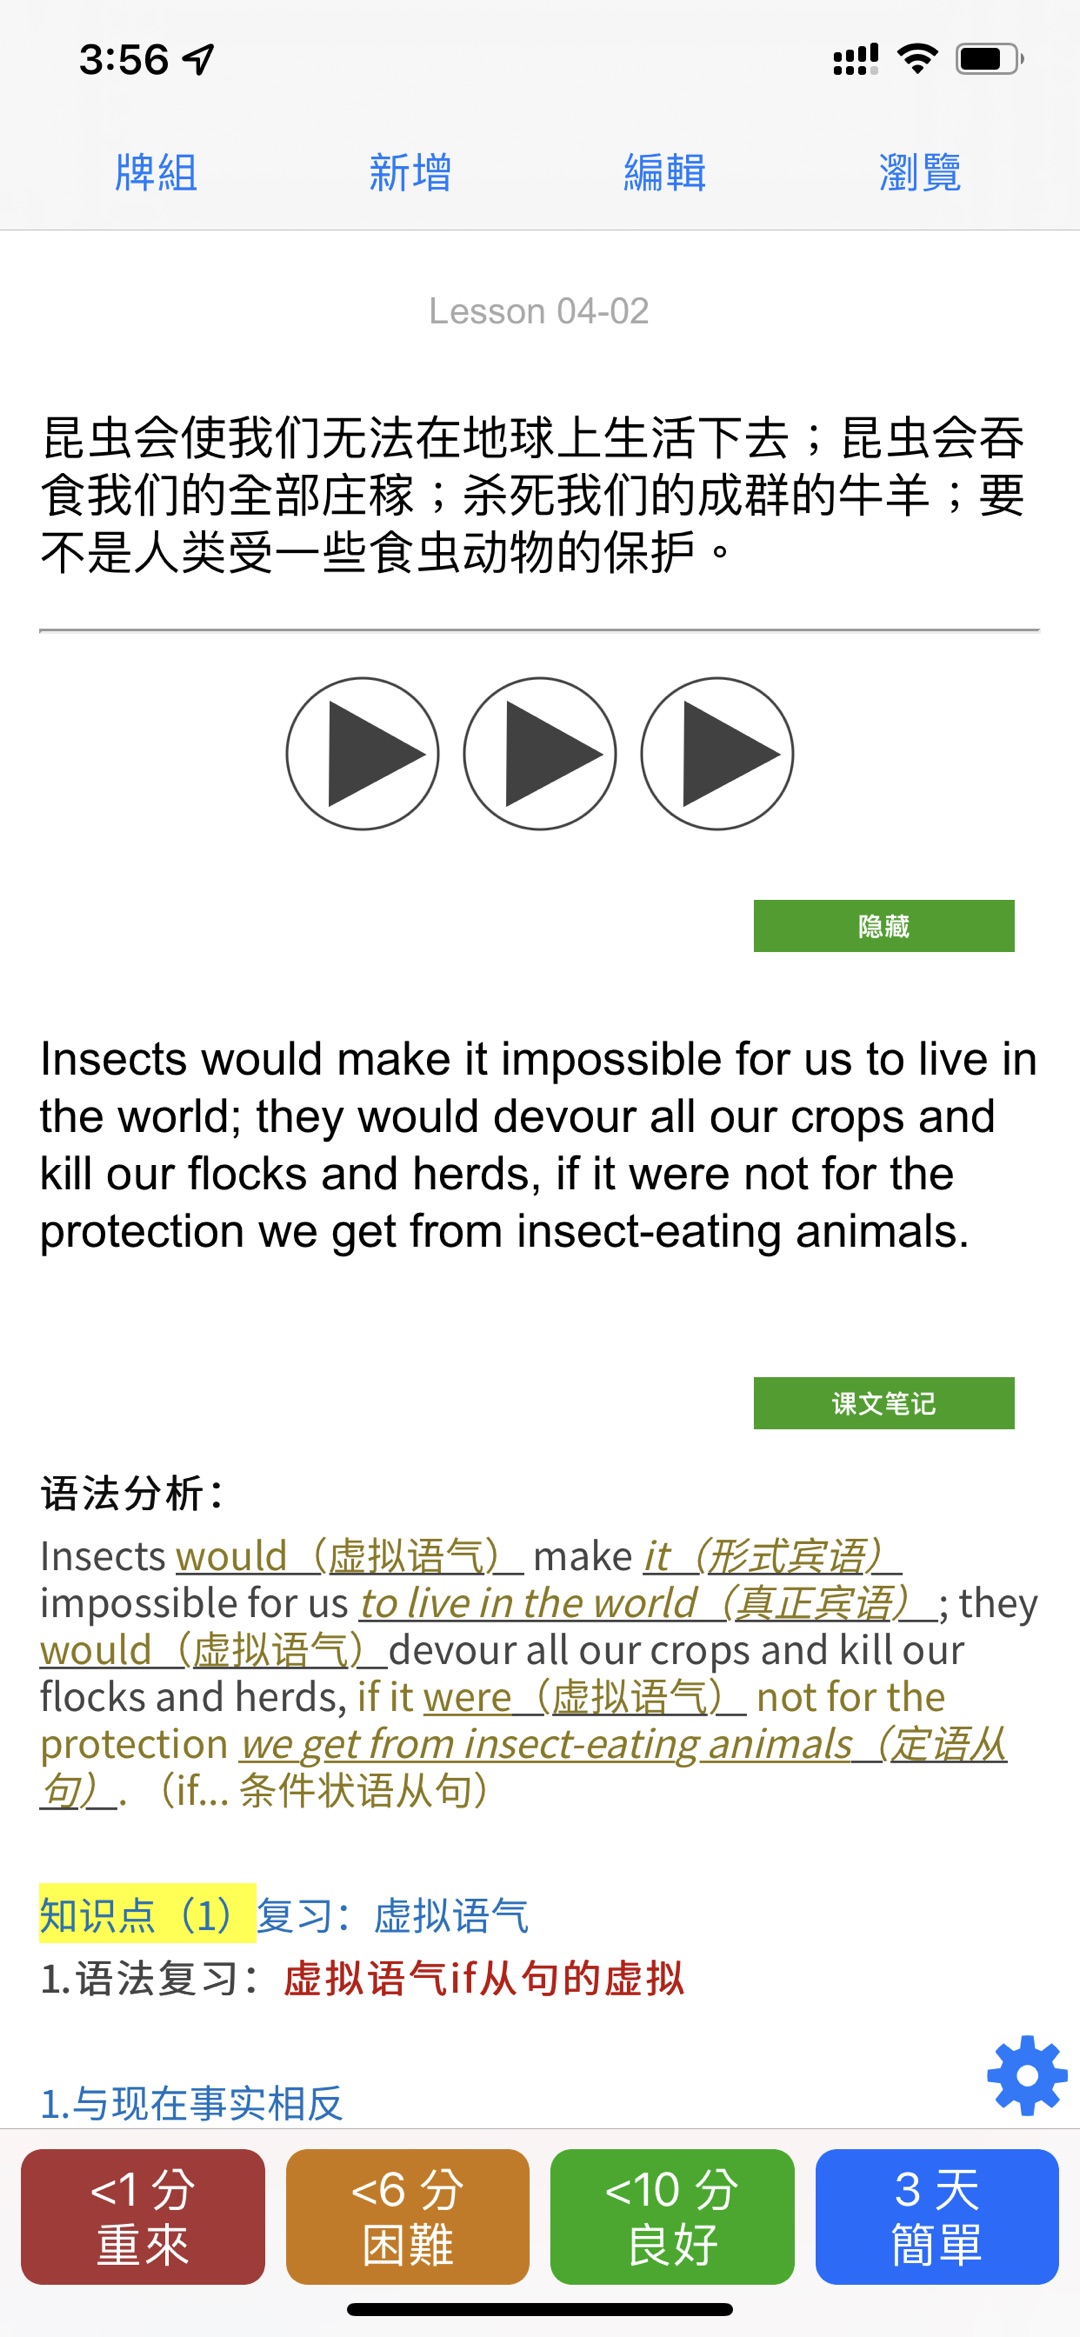 3:56
牌組 新增 編輯 瀏覽
Lesson 04-02
昆虫会使我们无法在地球上生活下去；昆虫会吞
食我们的全部庄稼；杀死我们的成群的牛羊；要
不是人类受一些食虫动物的保护。
隐藏
Insects would make it impossible for us to live in
the world; they would devour all our crops and
kill our flocks and herds, if it were not for the
protection we get from insect-eating animals.
课文笔记
语法分析：
Insects would（虚拟语气） make it（形式宾语）
impossible for us to live in the world（真正宾语） ; they
would（虚拟语气） devour all our crops and kill our
flocks and herds, if it were（虚拟语气） not for the
protection we get from insect-eating animals（定语从
句）. （if... 条件状语从句）
知识点（1）复习：虚拟语气
1.语法复习：虚拟语气if从句的虚拟
1.与现在事实相反
<1 分 <6 分 <10 分 3 天
重來 困難 良好 簡單